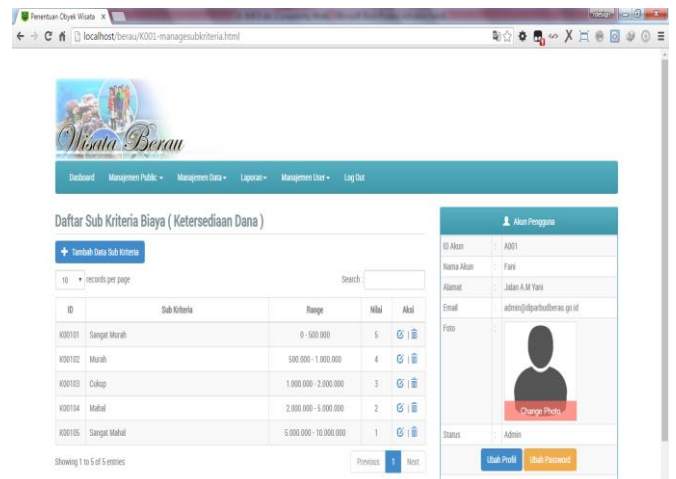 Penentuan Obyek Wisata
localhost/berau/K001-managesubkriteria.html
Wisata Berau
Dasboard Manajemen Public Manajemen Data Laporan Manajemen User Log Out
Daftar Sub Kriteria Biaya ( Ketersediaan Dana )
Tambah Data Sub Kriteria
10 records per page Search :
ID Sub Kriteria Range Nilai Aksi
K00101 Sangat Murah 0 - 500.000 5 |
K00102 Murah 500.000 - 1.000.000 4 |
K00103 Cukup 1.000.000 - 2.000.000 3 |
K00104 Mahal 2.000.000 - 5.000.000 2 |
K00105 Sangat Mahal 5.000.000 - 10.000.000 1 |
Showing 1 to 5 of 5 entries
Previous 1 Next
Akun Pengguna
ID Akun : A001
Nama Akun : Fani
Alamat : Jalan A.M Yani
Email : admin@diparbudberau.go.id
Foto :
Change Photo
Status : Admin
Ubah Profil Ubah Password